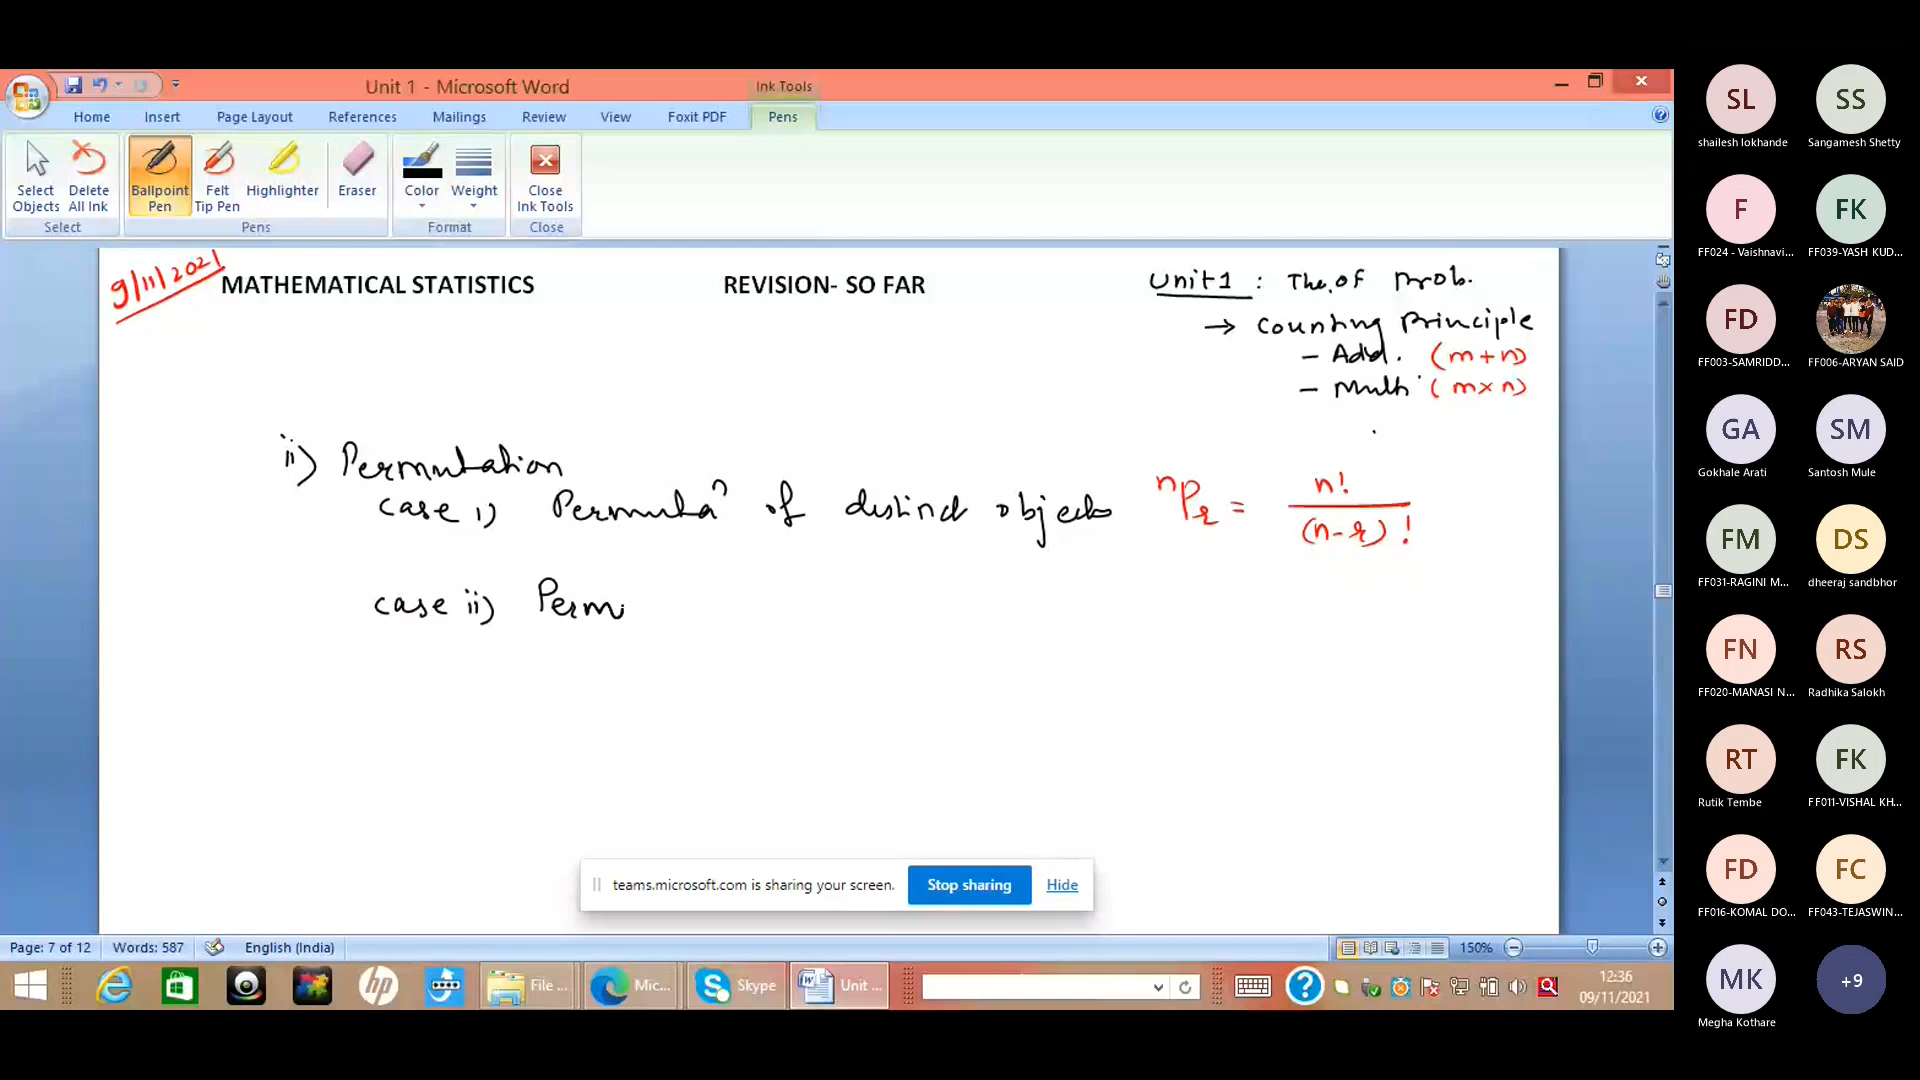 Unit 1 - Microsoft Word
Ink Tools
Home Insert Page Layout References Mailings Review View Foxit PDF Pens
Select Objects
Delete All Ink
Ballpoint Pen
Felt Tip Pen
Highlighter
Eraser
Color
Weight
Close Ink Tools
Select Pens Format Close
9/11/2021
MATHEMATICAL STATISTICS REVISION- SO FAR
Unit 1 : The. of Prob.
→ Counting Principle
- Add. (m+n)
- Multi (m×n)
ii) Permutation
case i) Permutaⁿ of distinct objects ⁿPr = n! / (n-r)!
case ii) Perm
teams.microsoft.com is sharing your screen. Stop sharing Hide
Page: 7 of 12 Words: 587 English (India) 150%
File ... Mic... Skype Unit ...
12:36
09/11/2021
SL SS
shailesh lokhande Sangamesh Shetty
F FK
FF024 - Vaishnavi... FF039-YASH KUD...
FD
FF003-SAMRIDD... FF006-ARYAN SAID
GA SM
Gokhale Arati Santosh Mule
FM DS
FF031-RAGINI M... dheeraj sandbhor
FN RS
FF020-MANASI N... Radhika Salokh
RT FK
Rutik Tembe FF011-VISHAL KH...
FD FC
FF016-KOMAL DO... FF043-TEJASWIN...
MK +9
Megha Kothare